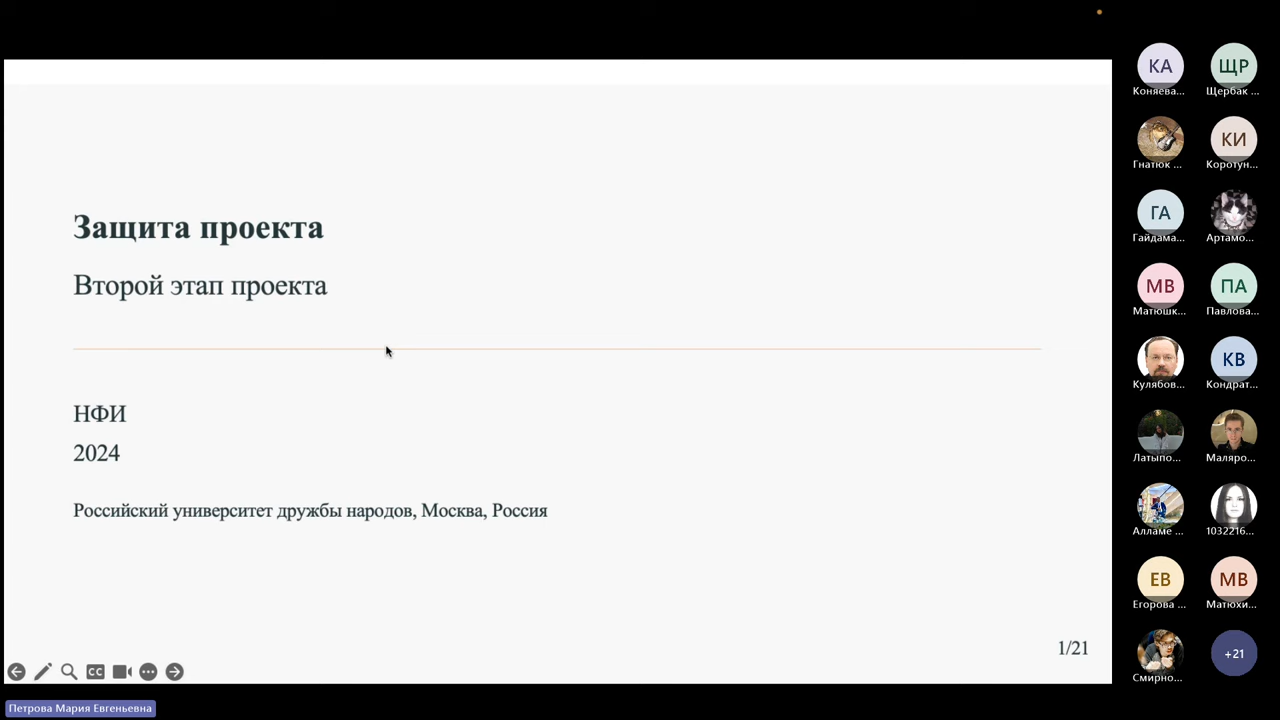 Защита проекта
Второй этап проекта
НФИ
2024
Российский университет дружбы народов, Москва, Россия
1/21
CC
Петрова Мария Евгеньевна
КА
Коняева...
ЩР
Щербак ...
Гнатюк ...
КИ
Коротун...
ГА
Гайдама...
Артамо...
МВ
Матюшк...
ПА
Павлова...
Кулябов...
КВ
Кондрат...
Латыпо...
Маляро...
Алламе ...
1032216...
ЕВ
Егорова ...
МВ
Матюхи...
Смирно...
+21